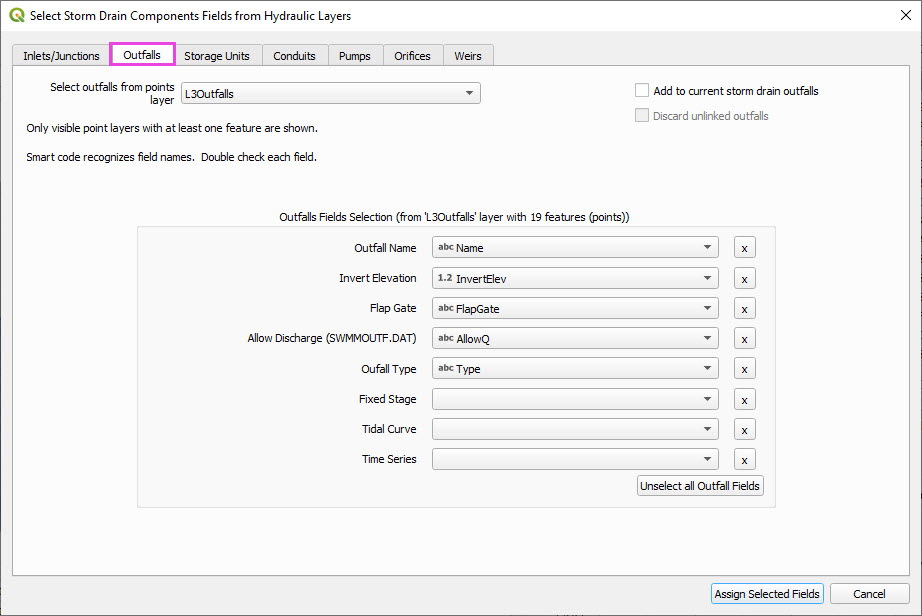 Select Storm Drain Components Fields from Hydraulic Layers
Inlets/Junctions Outfalls Storage Units Conduits Pumps Orifices Weirs
Select outfalls from points
layer
L3Outfalls
Add to current storm drain outfalls
Discard unlinked outfalls
Only visible point layers with at least one feature are shown.
Smart code recognizes field names. Double check each field.
Outfalls Fields Selection (from 'L3Outfalls' layer with 19 features (points))
Outfall Name abc Name x
Invert Elevation 1.2 InvertElev x
Flap Gate abc FlapGate x
Allow Discharge (SWMMOUTF.DAT) abc AllowQ x
Oufall Type abc Type x
Fixed Stage x
Tidal Curve x
Time Series x
Unselect all Outfall Fields
Assign Selected Fields Cancel